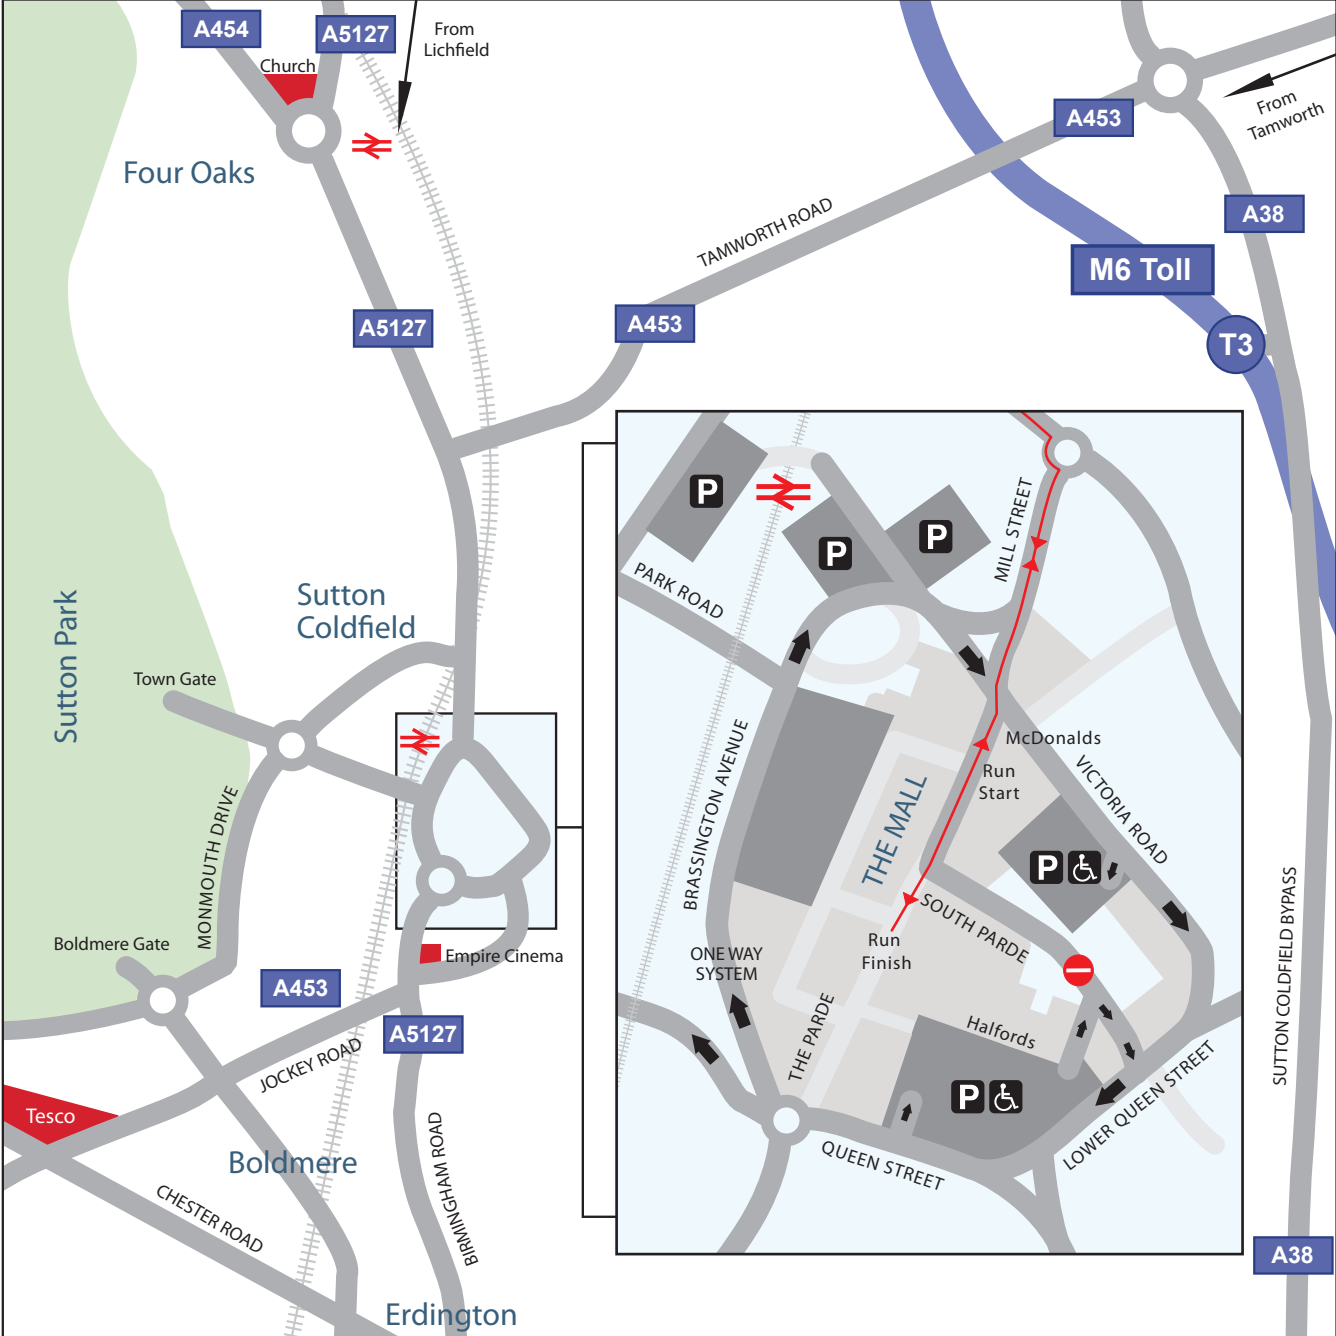 A454
A5127
From
Lichfield
Church
Four Oaks
A453
From
Tamworth
A38
TAMWORTH ROAD
M6 Toll
A5127
A453
T3
P
P
P
MILL STREET
PARK ROAD
Sutton
Coldfield
Sutton Park
Town Gate
McDonalds
Run
Start
BRASSINGTON AVENUE
THE MALL
VICTORIA ROAD
MONMOUTH DRIVE
P
SOUTH PARDE
Boldmere Gate
Empire Cinema
Run
Finish
ONE WAY
SYSTEM
A453
A5127
THE PARDE
Halfords
SUTTON COLDFIELD BYPASS
JOCKEY ROAD
P
LOWER QUEEN STREET
Tesco
QUEEN STREET
Boldmere
BIRMINGHAM ROAD
CHESTER ROAD
A38
Erdington